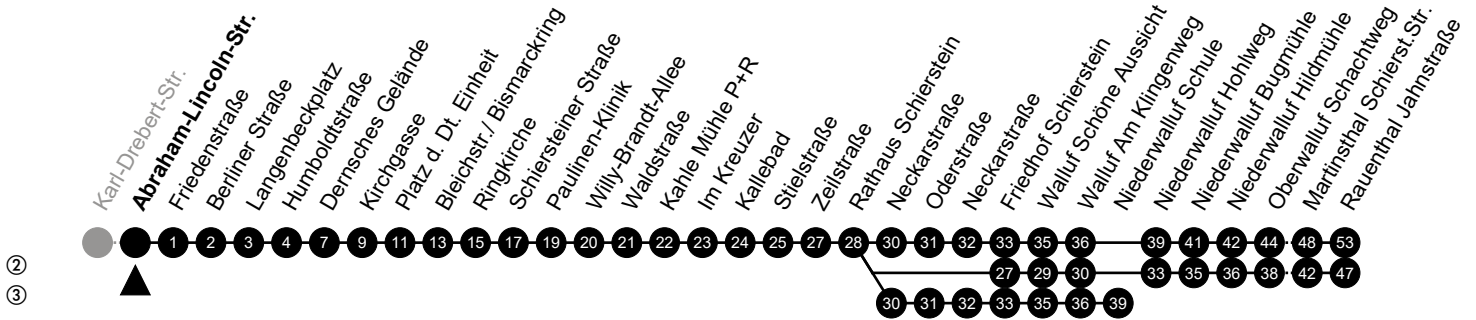 Karl-Drebert-Str.
Abraham-Lincoln-Str.
Friedenstraße
Berliner Straße
Langenbeckplatz
Humboldtstraße
Dernsches Gelände
Kirchgasse
Platz d. Dt. Einheit
Bleichstr./ Bismarckring
Ringkirche
Schiersteiner Straße
Paulinen-Klinik
Willy-Brandt-Allee
Waldstraße
Kahle Mühle P+R
Im Kreuzer
Kallebad
Stielstraße
Zeilstraße
Rathaus Schierstein
Neckarstraße
Oderstraße
Neckarstraße
Friedhof Schierstein
Walluf Schöne Aussicht
Walluf Am Klingenweg
Niederwalluf Schule
Niederwalluf Hohlweg
Niederwalluf Bugmühle
Niederwalluf Hildmühle
Oberwalluf Schachtweg
Martinsthal Schierst.Str.
Rauenthal Jahnstraße
1 2 3 4 7 9 11 13 15 17 19 20 21 22 23 24 25 27 28 30 31 32 33 35 36 39 41 42 44 48 53
② 27 29 30 33 35 36 38 42 47
③ 30 31 32 33 35 36 39